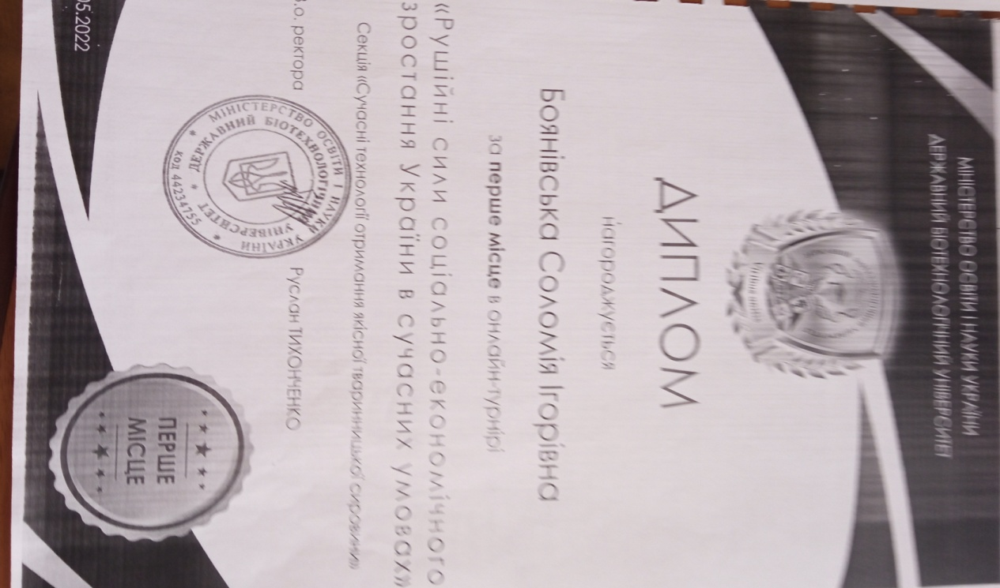 МІНІСТЕРСТВО ОСВІТИ І НАУКИ УКРАЇНИ
ДЕРЖАВНИЙ БІОТЕХНОЛОГІЧНИЙ УНІВЕРСИТЕТ
ДИПЛОМ
нагороджується
Боянівська Соломія Ігорівна
за перше місце в онлайн-турнірі
«Рушійні сили соціально-економічного
зростання України в сучасних умовах»
Секція «Сучасні технології отримання якісної тваринницької сировини»
.о. ректора
Руслан ТИХОНЧЕНКО
МІНІСТЕРСТВО ОСВІТИ І НАУКИ УКРАЇНИ
ДЕРЖАВНИЙ БІОТЕХНОЛОГІЧНИЙ УНІВЕРСИТЕТ
код 44234755
ПЕРШЕ
МІСЦЕ
05.2022